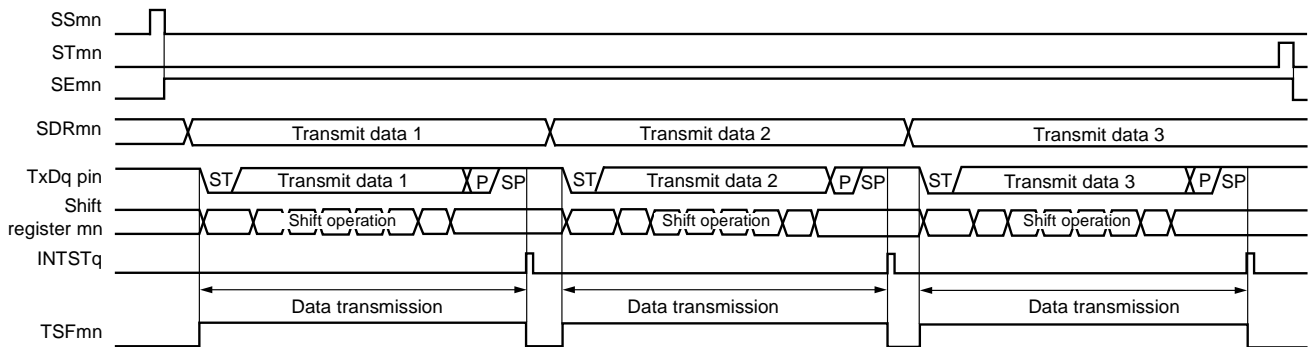 SSmn
STmn
SEmn
SDRmn Transmit data 1 Transmit data 2 Transmit data 3
TxDq pin ST Transmit data 1 P SP ST Transmit data 2 P SP ST Transmit data 3 P SP
Shift
register mn Shift operation Shift operation Shift operation
INTSTq
Data transmission Data transmission Data transmission
TSFmn